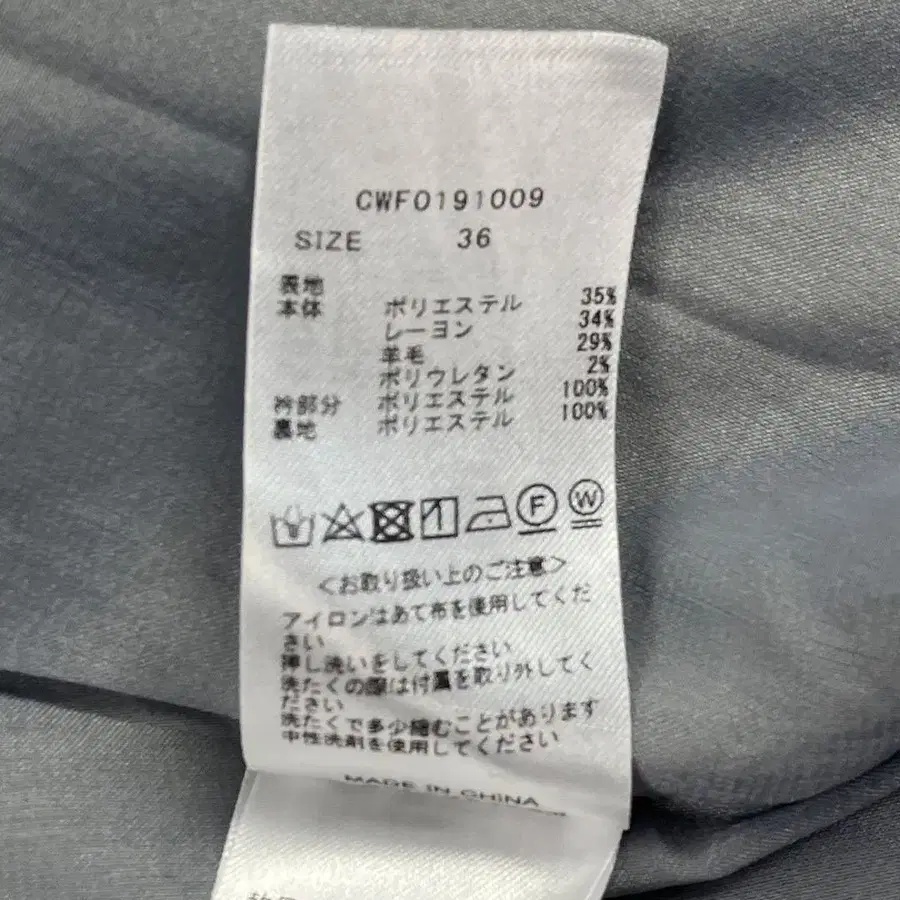 CWF0191009
SIZE 36
表地
本体 ポリエステル 35%
レーヨン 34%
羊毛 29%
ポリウレタン 2%
衿部分 ポリエステル 100%
裏地 ポリエステル 100%
F W
<お取り扱い上のご注意>
アイロンはあて布を使用してくだ
さい
押し洗いをしてください
洗たくの際は付属を取り外してく
ださい
洗たくで多少縮むことがあります
中性洗剤を使用してください
MADE IN CHINA